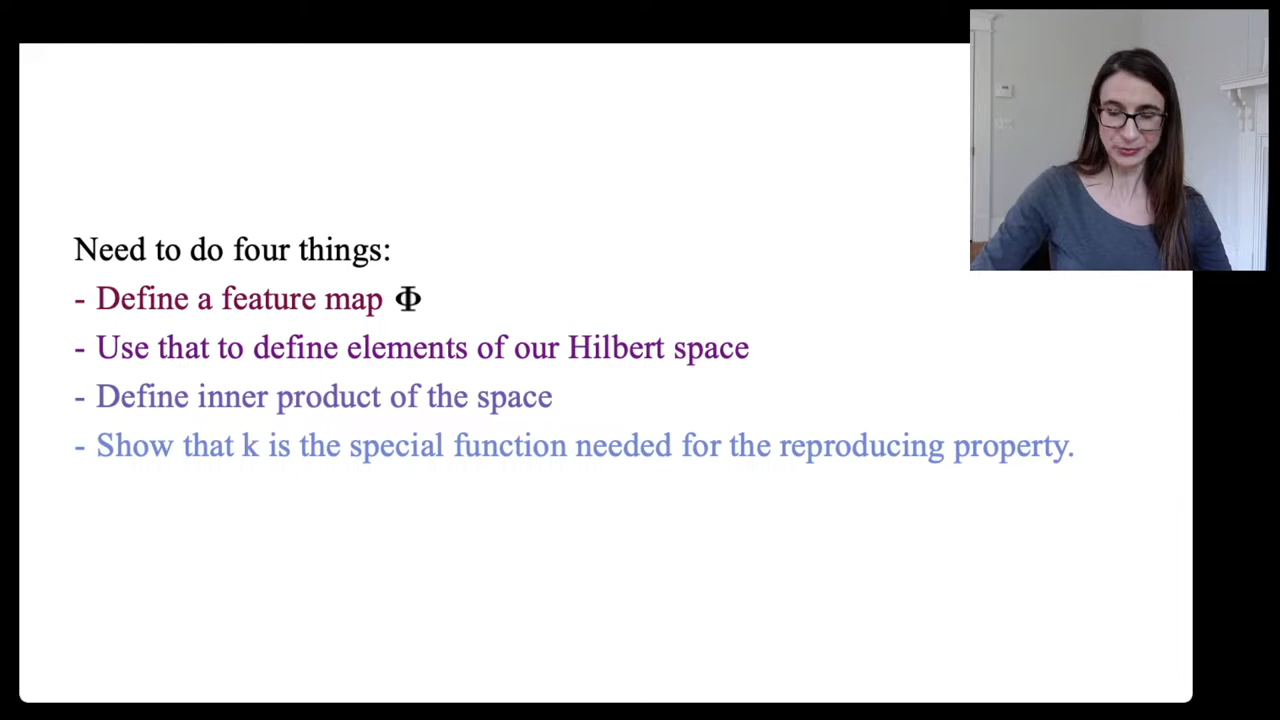 Need to do four things:
- Define a feature map Φ
- Use that to define elements of our Hilbert space
- Define inner product of the space
- Show that k is the special function needed for the reproducing property.